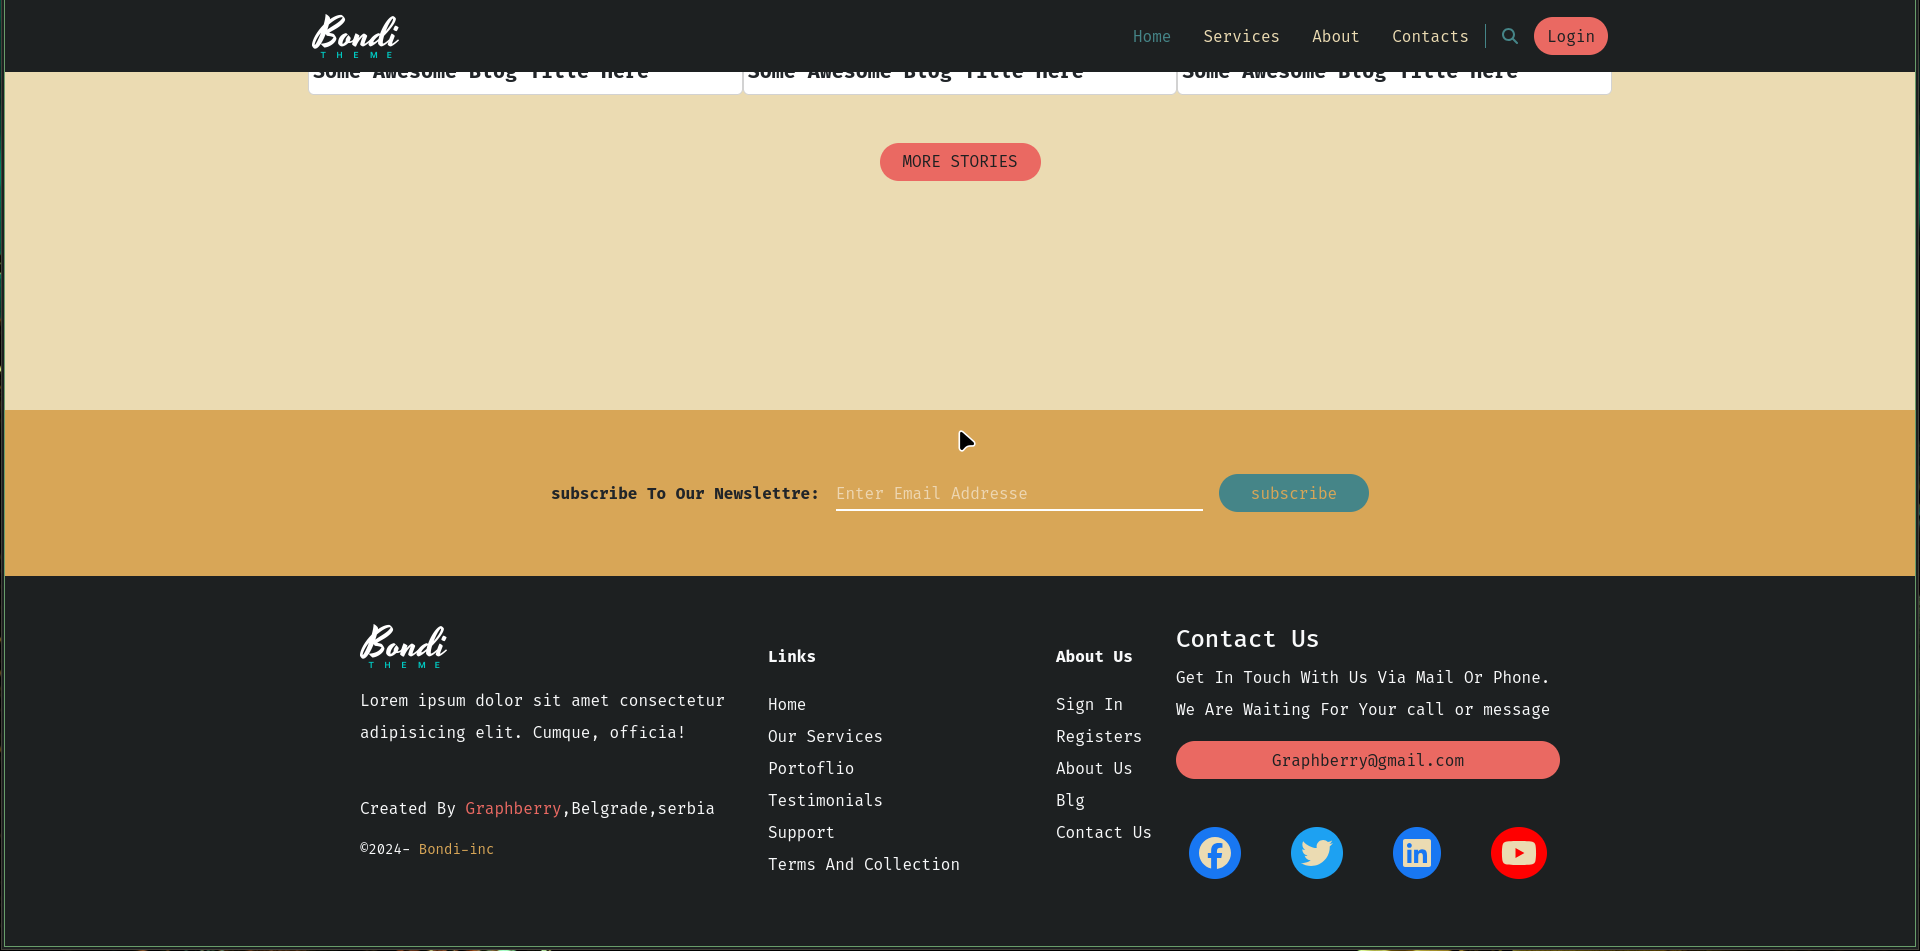 Bondi
THEME
Home Services About Contacts Login
Some Awesome Blog Title Here Some Awesome Blog Title Here Some Awesome Blog Title Here
MORE STORIES
subscribe To Our Newslettre: Enter Email Addresse subscribe
Bondi
THEME
Lorem ipsum dolor sit amet consectetur
adipisicing elit. Cumque, officia!
Created By Graphberry,Belgrade,serbia
©2024- Bondi-inc
Links
Home
Our Services
Portoflio
Testimonials
Support
Terms And Collection
About Us
Sign In
Registers
About Us
Blg
Contact Us
Contact Us
Get In Touch With Us Via Mail Or Phone.
We Are Waiting For Your call or message
Graphberry@gmail.com